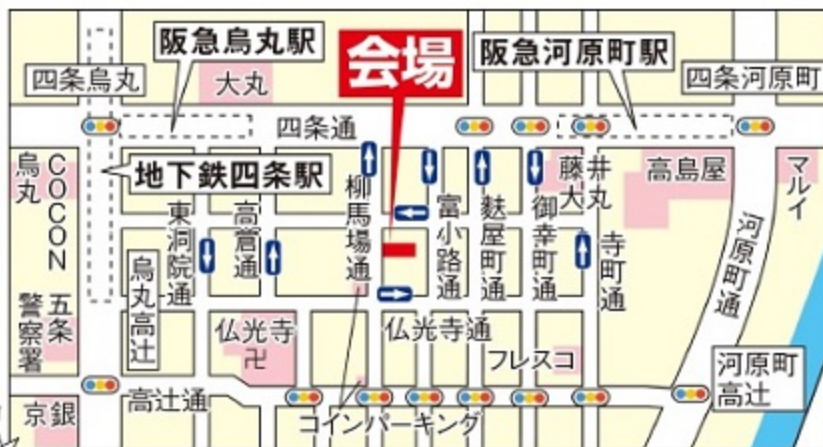 阪急烏丸駅
会場
阪急河原町駅
四条烏丸
大丸
四条河原町
四条通
地下鉄四条駅
COCON
烏丸
東洞院通
高倉通
柳馬場通
富小路通
麩屋町通
御幸町通
藤井
大丸
寺町通
高島屋
マルイ
河原町通
烏丸高辻
五条
警察署
仏光寺
卍
仏光寺通
フレスコ
河原町
高辻
高辻通
京銀
コインパーキング